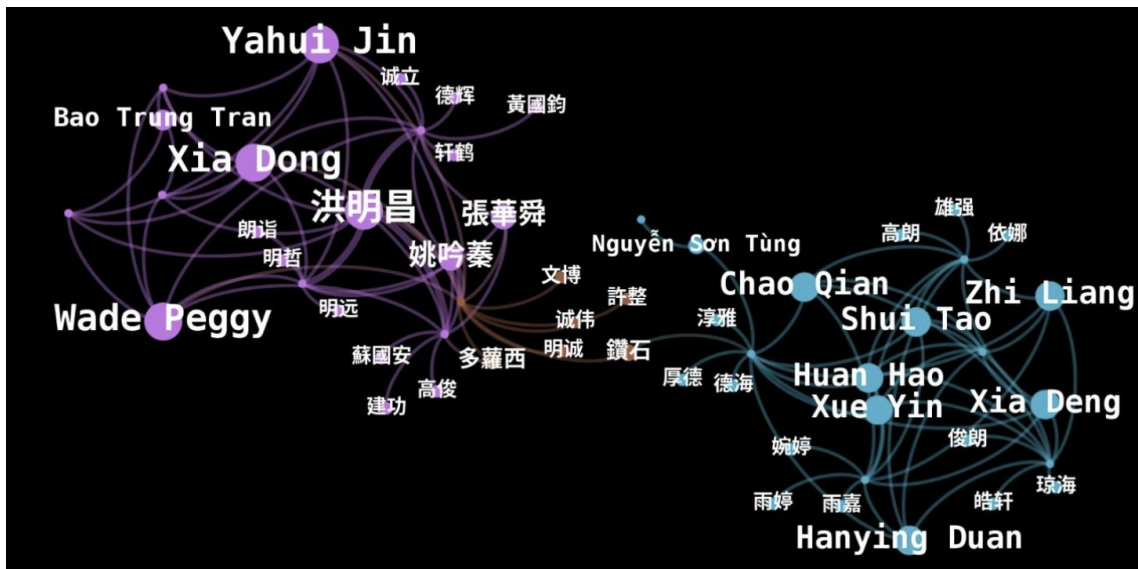 Yahui Jin
诚立
德辉
黃國鈞
Bao Trung Tran
轩鹤
Xia Dong
洪明昌
張華舜
朗诣
姚吟蓁
明哲
文博
明远
許整
Wade Peggy
诚伟
蘇國安
多蘿西
明诚
鑽石
高俊
建功
雄强
高朗
依娜
Nguyễn Sơn Tùng
Chao Qian
Zhi Liang
Shui Tao
淳雅
Huan Hao
厚德
德海
Xue Yin
Xia Deng
俊朗
婉婷
琼海
雨婷
雨嘉
皓轩
Hanying Duan